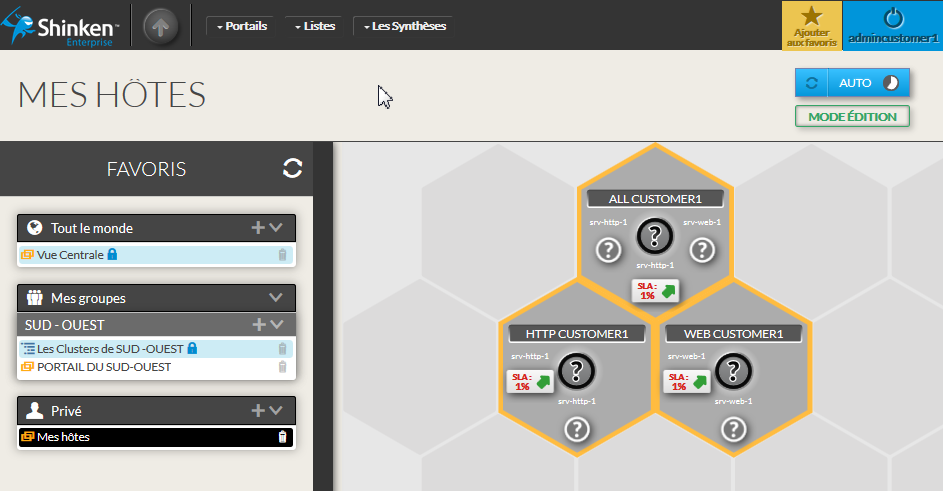 Shinken™
Enterprise
Portails
Listes
Les Synthèses
Ajouter
aux favoris
admincustomer1
MES HÔTES
AUTO
MODE ÉDITION
FAVORIS
Tout le monde
Vue Centrale
Mes groupes
SUD - OUEST
Les Clusters de SUD -OUEST
PORTAIL DU SUD-OUEST
Privé
Mes hôtes
ALL CUSTOMER1
srv-http-1
srv-web-1
?
?
?
srv-http-1
SLA :
1%
HTTP CUSTOMER1
srv-http-1
SLA :
1%
?
srv-http-1
?
WEB CUSTOMER1
srv-web-1
SLA :
1%
?
srv-web-1
?